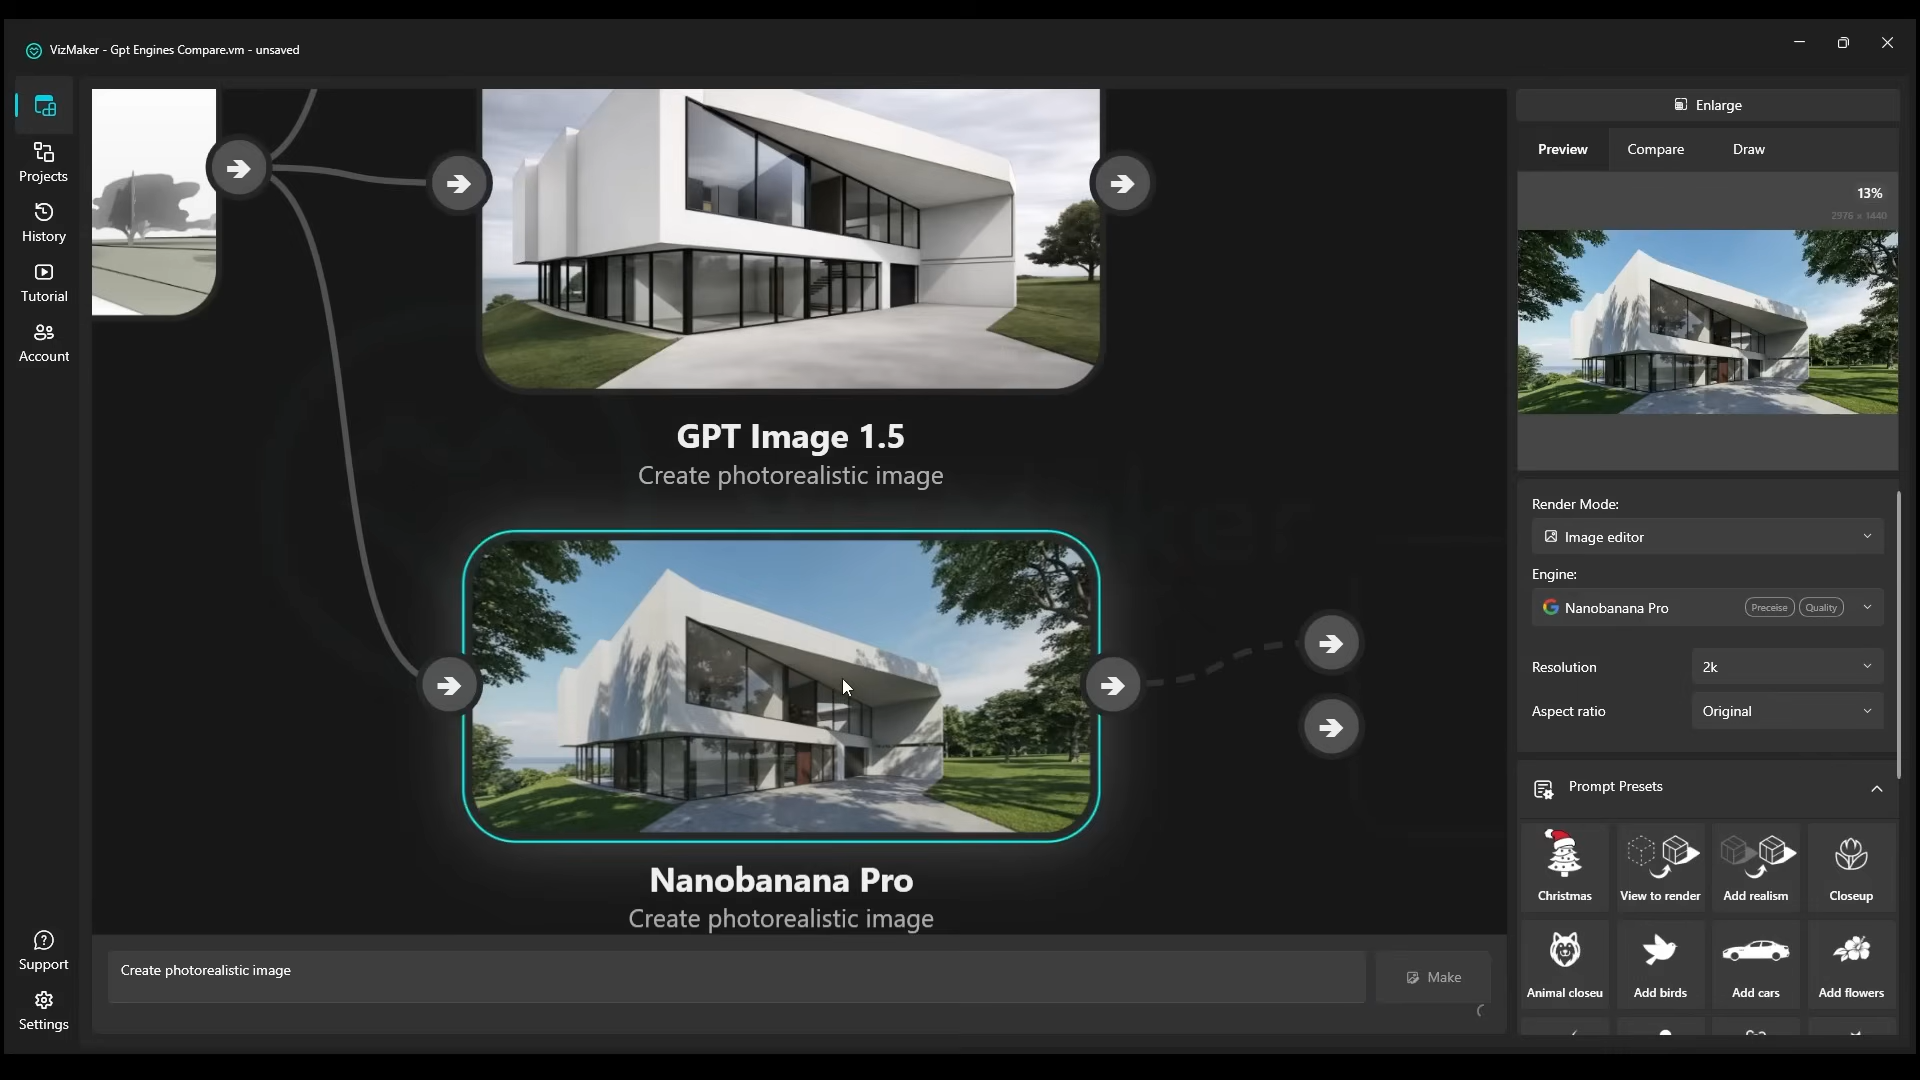 VizMaker - Gpt Engines Compare.vm - unsaved
Projects
History
Tutorial
Account
Support
Settings
GPT Image 1.5
Create photorealistic image
Nanobanana Pro
Create photorealistic image
Create photorealistic image
Make
Enlarge
Preview Compare Draw
13%
2976 x 1440
Render Mode:
Image editor
Engine:
Nanobanana Pro Preceise Quality
Resolution 2k
Aspect ratio Original
Prompt Presets
Christmas View to render Add realism Closeup
Animal closeu Add birds Add cars Add flowers